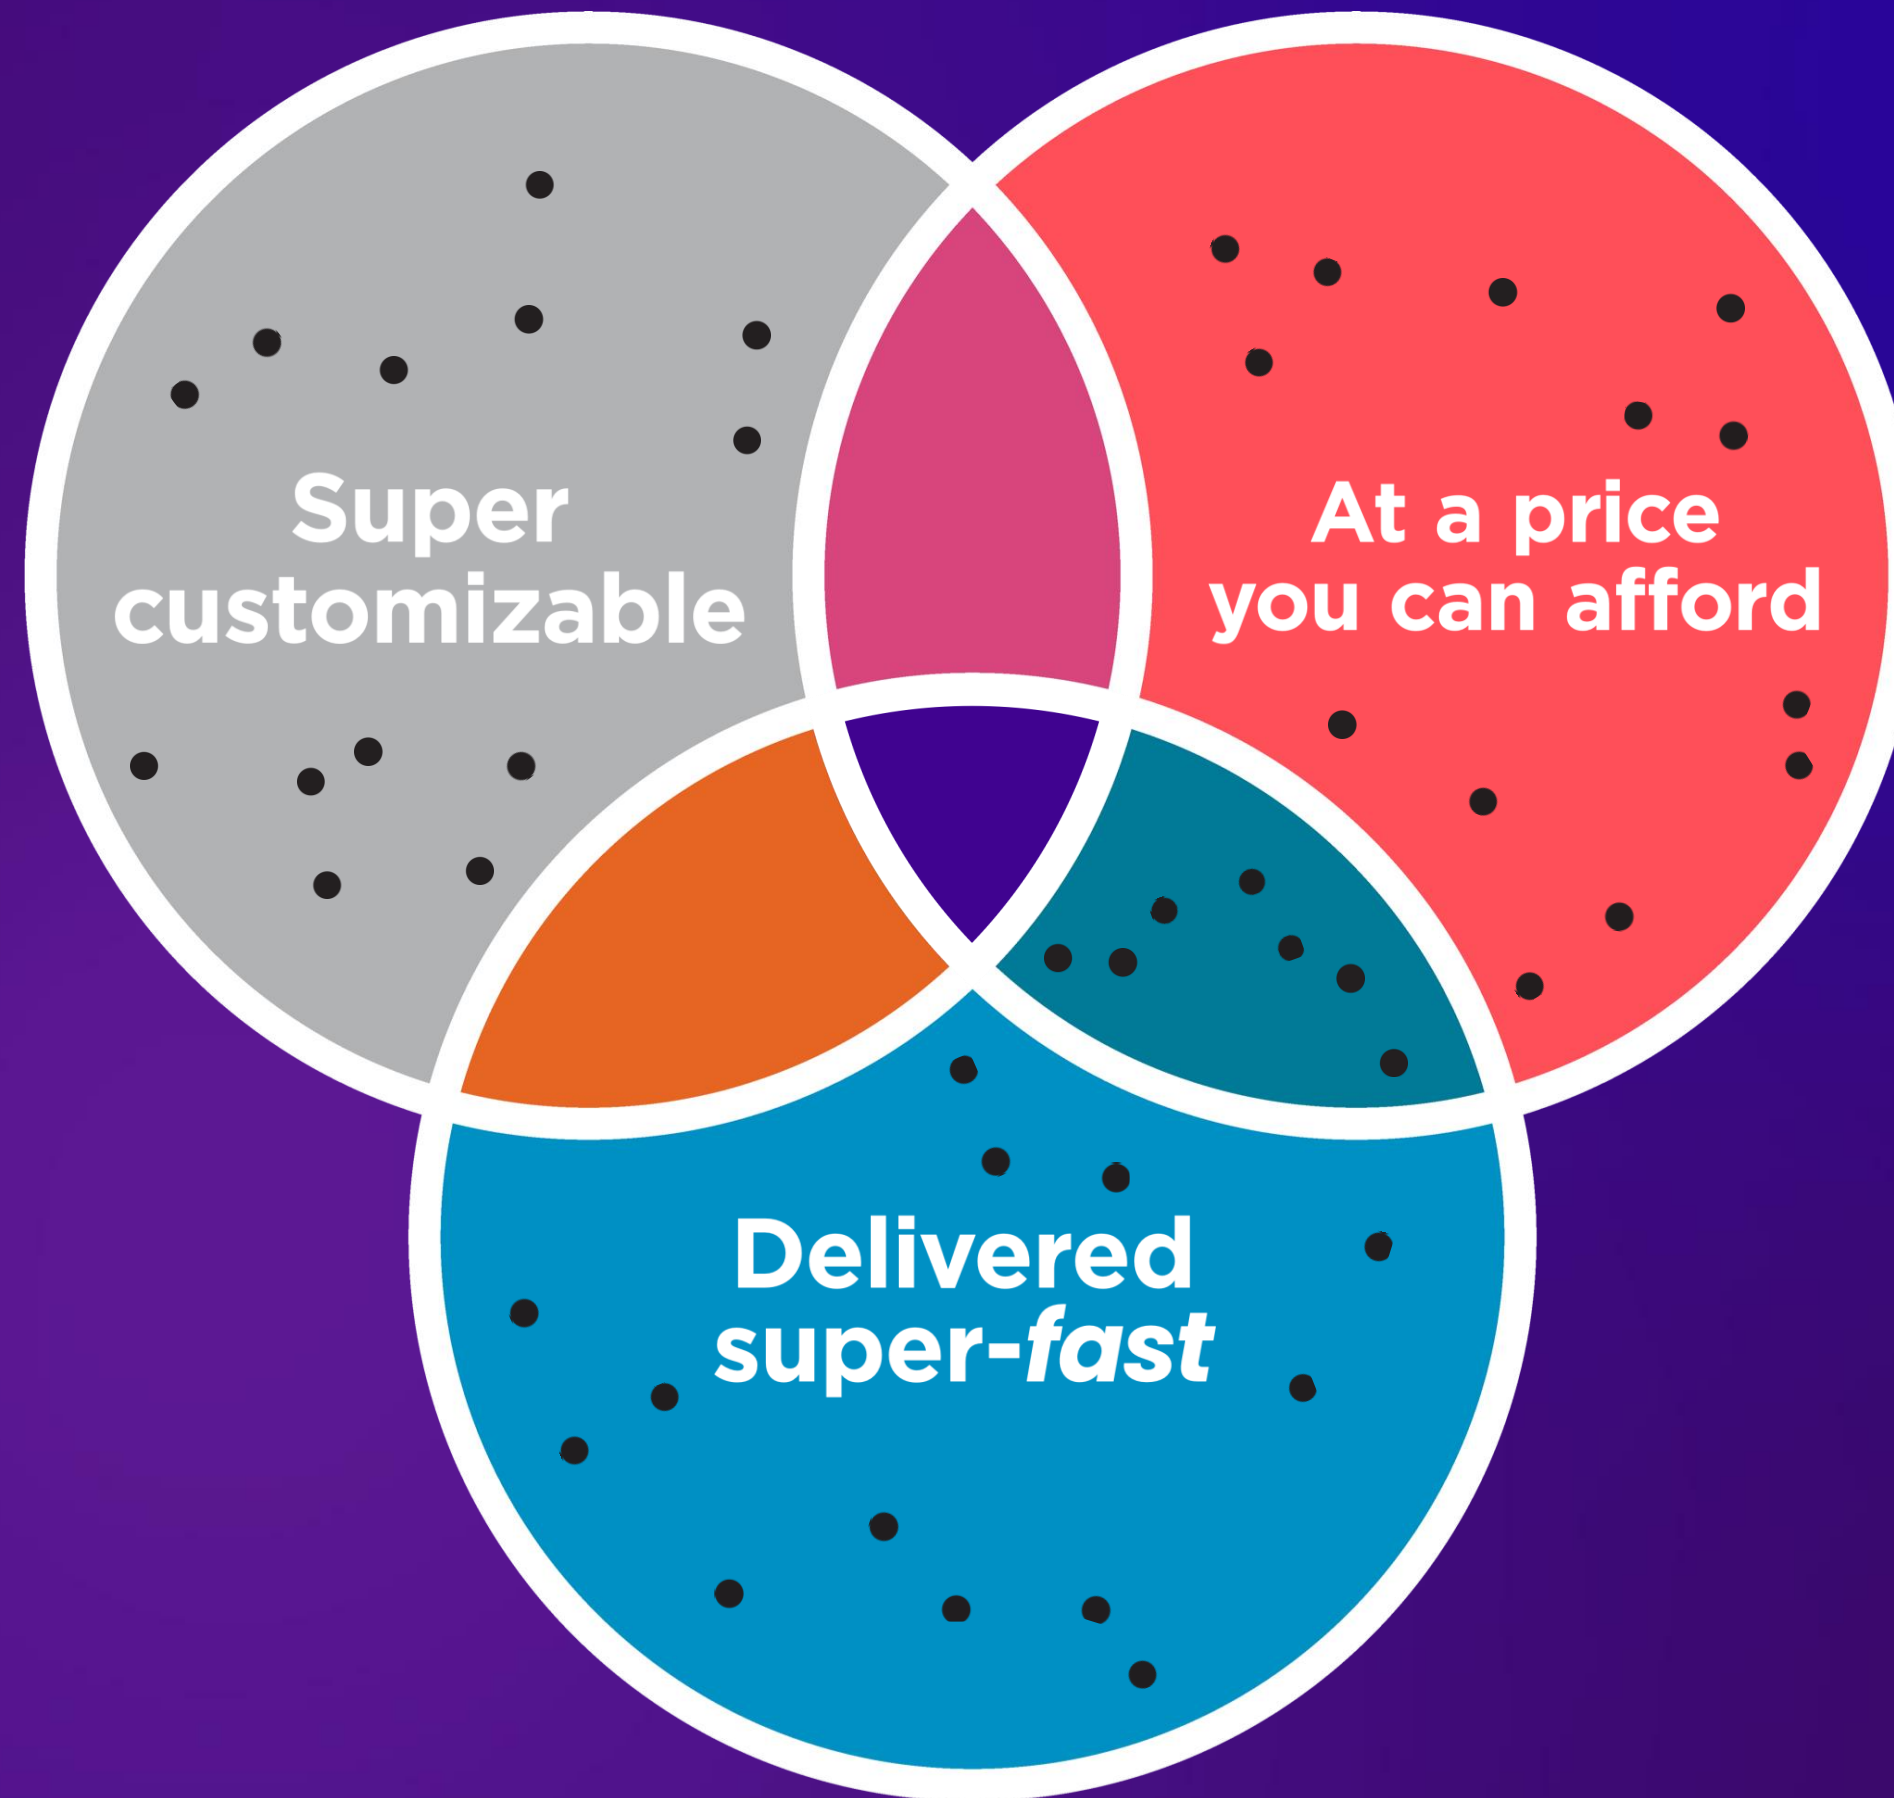 Super
customizable
At a price
you can afford
Delivered
super-fast